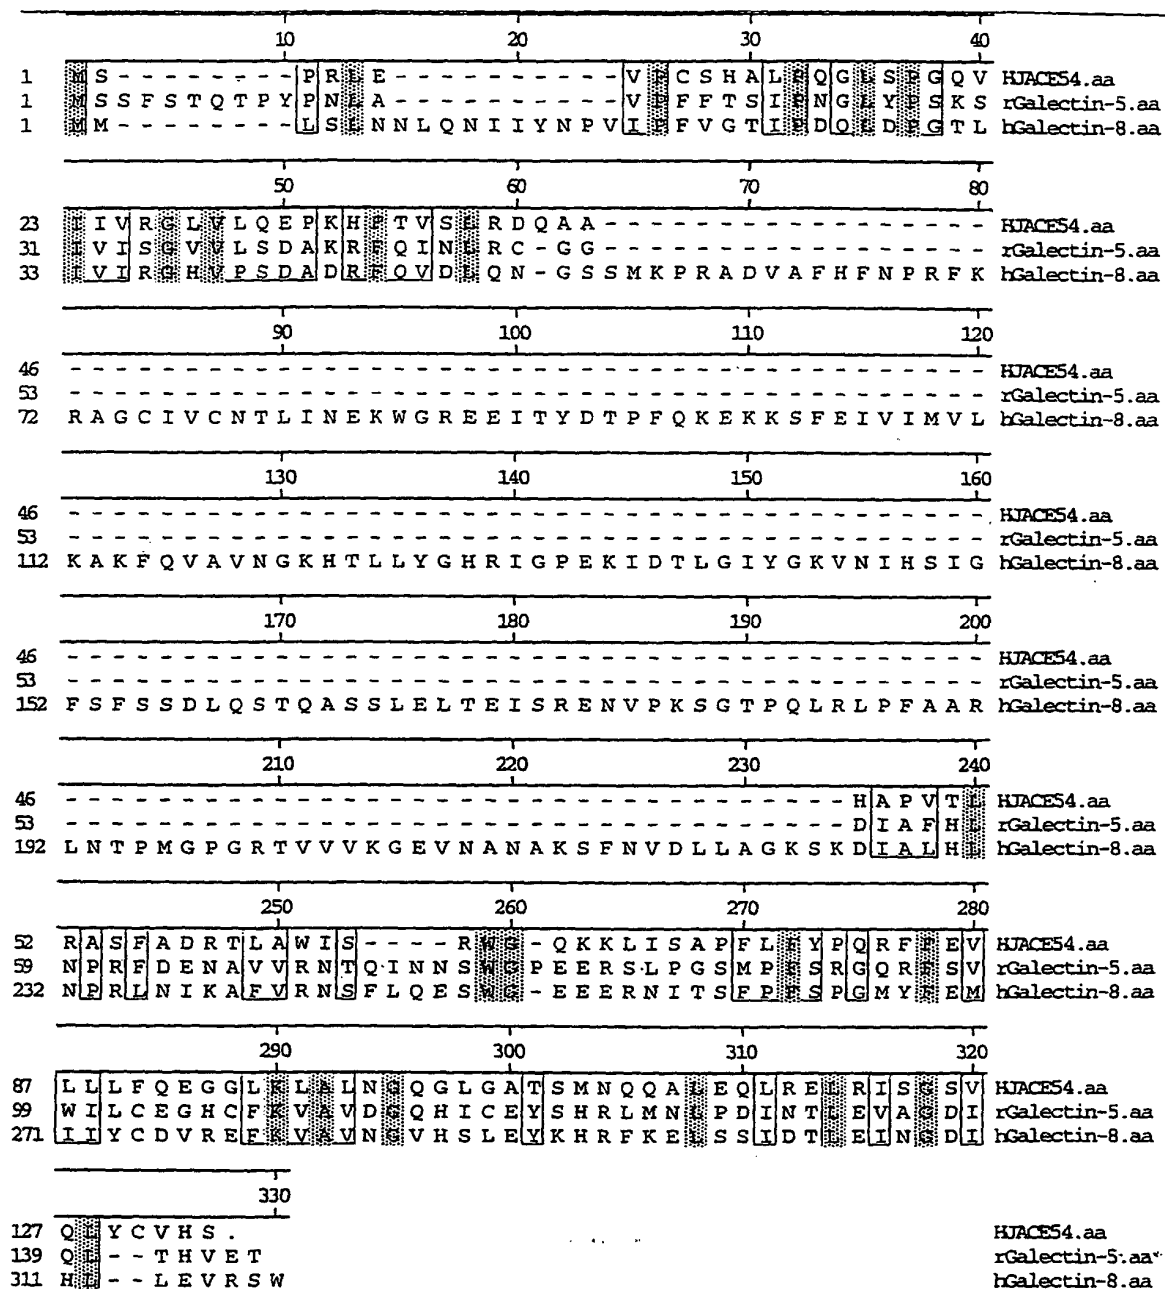 10 20 30 40
1 M S - - - - - - - - P R L E - - - - - - - - - - V P C S H A L P Q G L S P G Q V HJACE54.aa
1 M S S F S T Q T P Y P N L A - - - - - - - - - - V P F F T S I P N G L Y P S K S rGalectin-5.aa
1 M M - - - - - - - - L S L N N L Q N I I Y N P V I P F V G T I P D Q L D P G T L hGalectin-8.aa
50 60 70 80
23 I I V R G L V L Q E P K H F T V S L R D Q A A - - - - - - - - - - - - - - - - - HJACE54.aa
31 I V I S G V V L S D A K R F Q I N L R C - G G - - - - - - - - - - - - - - - - - rGalectin-5.aa
33 I V I R G H V P S D A D R F Q V D L Q N - G S S M K P R A D V A F H F N P R F K hGalectin-8.aa
90 100 110 120
46 - - - - - - - - - - - - - - - - - - - - - - - - - - - - - - - - - - - - - - - - HJACE54.aa
53 - - - - - - - - - - - - - - - - - - - - - - - - - - - - - - - - - - - - - - - - rGalectin-5.aa
72 R A G C I V C N T L I N E K W G R E E I T Y D T P F Q K E K K S F E I V I M V L hGalectin-8.aa
130 140 150 160
46 - - - - - - - - - - - - - - - - - - - - - - - - - - - - - - - - - - - - - - - - HJACE54.aa
53 - - - - - - - - - - - - - - - - - - - - - - - - - - - - - - - - - - - - - - - - rGalectin-5.aa
112 K A K F Q V A V N G K H T L L Y G H R I G P E K I D T L G I Y G K V N I H S I G hGalectin-8.aa
170 180 190 200
46 - - - - - - - - - - - - - - - - - - - - - - - - - - - - - - - - - - - - - - - - HJACE54.aa
53 - - - - - - - - - - - - - - - - - - - - - - - - - - - - - - - - - - - - - - - - rGalectin-5.aa
152 F S F S S D L Q S T Q A S S L E L T E I S R E N V P K S G T P Q L R L P F A A R hGalectin-8.aa
210 220 230 240
46 - - - - - - - - - - - - - - - - - - - - - - - - - - - - - - - - - - H A P V T L HJACE54.aa
53 - - - - - - - - - - - - - - - - - - - - - - - - - - - - - - - - - - D I A F H L rGalectin-5.aa
192 L N T P M G P G R T V V V K G E V N A N A K S F N V D L L A G K S K D I A L H L hGalectin-8.aa
250 260 270 280
52 R A S F A D R T L A W I S - - - - R W G - Q K K L I S A P F L F Y P Q R F F E V HJACE54.aa
59 N P R F D E N A V V R N T Q I N N S W G P E E R S L P G S M P F S R G Q R F S V rGalectin-5.aa
232 N P R L N I K A F V R N S F L Q E S W G - E E E R N I T S F P F S P G M Y F E M hGalectin-8.aa
290 300 310 320
87 L L L F Q E G G L K L A L N G Q G L G A T S M N Q Q A L E Q L R E L R I S G S V HJACE54.aa
99 W I L C E G H C F K V A V D G Q H I C E Y S H R L M N L P D I N T L E V A G D I rGalectin-5.aa
271 I I Y C D V R E F K V A V N G V H S L E Y K H R F K E L S S I D T L E I N G D I hGalectin-8.aa
330
127 Q L Y C V H S . HJACE54.aa
139 Q L - - T H V E T rGalectin-5.aa
311 H L - - L E V R S W hGalectin-8.aa